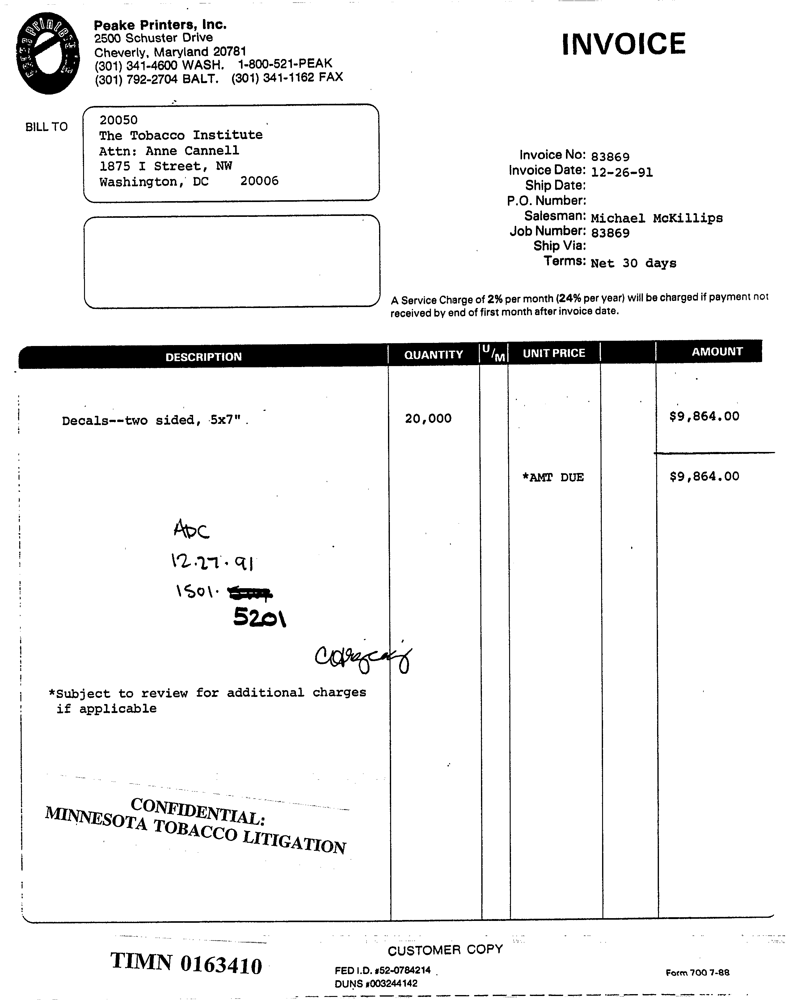 Peake Printers, Inc.
2500 Schuster Drive
Cheverly, Maryland 20781
(301) 341-4600 WASH. 1-800-521-PEAK
(301) 792-2704 BALT. (301) 341-1162 FAX
INVOICE
BILL TO
20050
The Tobacco Institute
Attn: Anne Cannell
1875 I Street, NW
Washington, DC 20006
Invoice No: 83869
Invoice Date: 12-26-91
Ship Date:
P.O. Number:
Salesman: Michael McKillips
Job Number: 83869
Ship Via:
Terms: Net 30 days
A Service Charge of 2% per month (24% per year) will be charged if payment not
received by end of first month after invoice date.
DESCRIPTION QUANTITY U/M UNIT PRICE AMOUNT
Decals--two sided, 5x7". 20,000 $9,864.00
*AMT DUE $9,864.00
ADC
12.27.91
1501.
5201
*Subject to review for additional charges
if applicable
CONFIDENTIAL:
MINNESOTA TOBACCO LITIGATION
CUSTOMER COPY
TIMN 0163410
FED I.D. #52-0784214
DUNS #003244142
Form 700 7-88